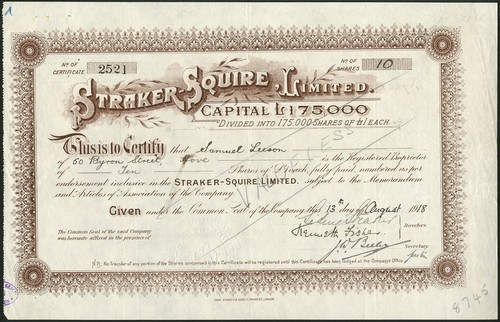 1
Nº OF CERTIFICATE 2521
Nº OF SHARES 10
STRAKER-SQUIRE, LIMITED.
CAPITAL £175,000
DIVIDED INTO 175,000 SHARES OF £1 EACH.
This is to Certify that Samuel Leeson
of 50 Byron Street, Hove is the Registered Proprietor
of Ten Shares of £1 each, fully paid, numbered as per
endorsement inclusive in the STRAKER-SQUIRE, LIMITED. subject to the Memorandum
and Articles of Association of the Company.
Given under the Common Seal of the Company this 13th day of August 1918
The Common Seal of the said Company
was hereunto affixed in the presence of
Kenneth
Directors
Secretary
N.B. No Transfer of any portion of the Shares comprised in this Certificate will be registered until this Certificate has been lodged at the Company's Office
8745